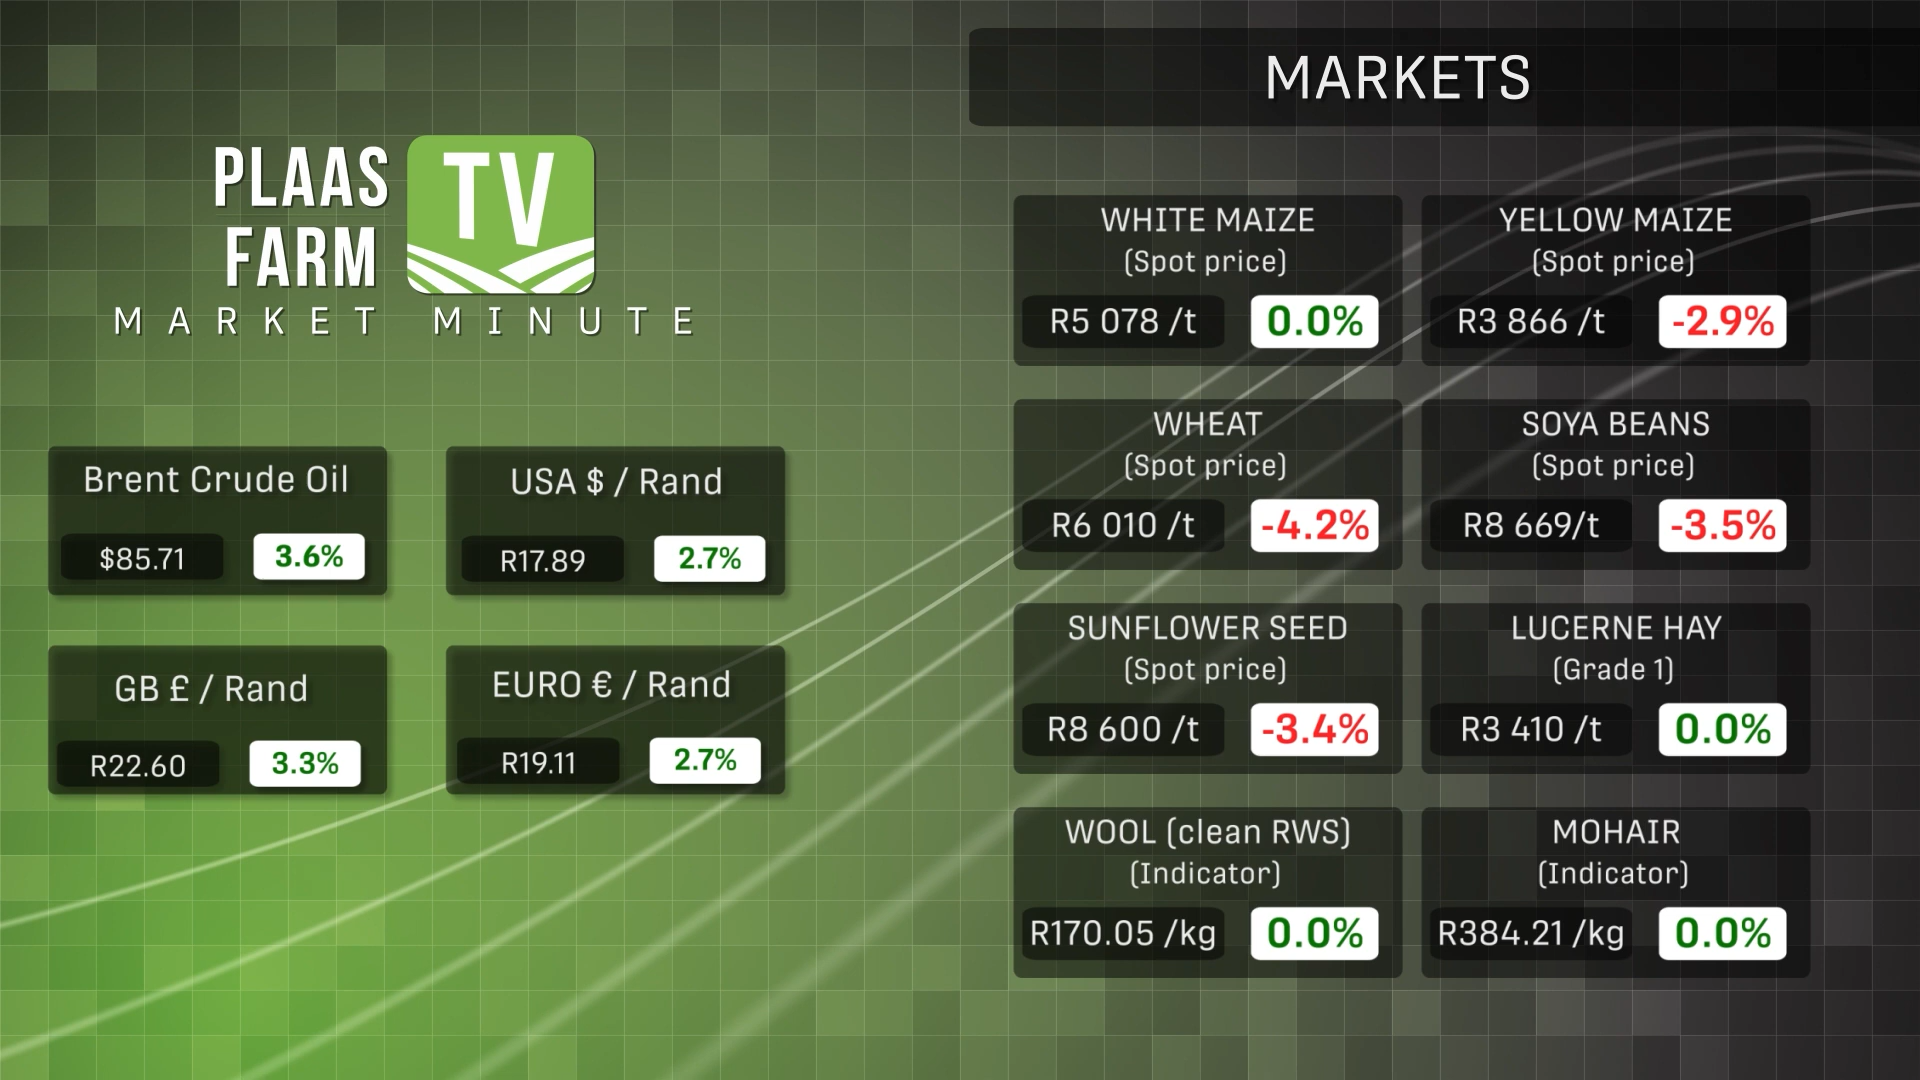 PLAAS
FARM
TV
MARKET MINUTE
Brent Crude Oil
$85.71
3.6%
USA $ / Rand
R17.89
2.7%
GB £ / Rand
R22.60
3.3%
EURO € / Rand
R19.11
2.7%
MARKETS
WHITE MAIZE
(Spot price)
R5 078 /t
0.0%
YELLOW MAIZE
(Spot price)
R3 866 /t
-2.9%
WHEAT
(Spot price)
R6 010 /t
-4.2%
SOYA BEANS
(Spot price)
R8 669/t
-3.5%
SUNFLOWER SEED
(Spot price)
R8 600 /t
-3.4%
LUCERNE HAY
(Grade 1)
R3 410 /t
0.0%
WOOL (clean RWS)
(Indicator)
R170.05 /kg
0.0%
MOHAIR
(Indicator)
R384.21 /kg
0.0%